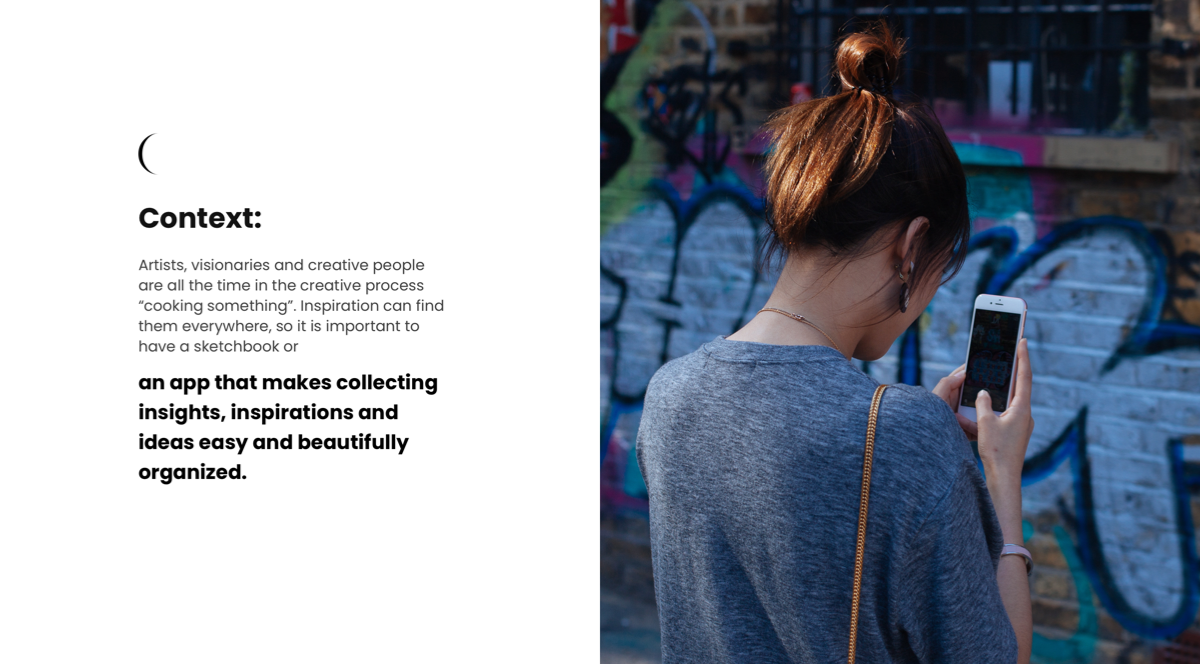 Context:
Artists, visionaries and creative people
are all the time in the creative process
“cooking something”. Inspiration can find
them everywhere, so it is important to
have a sketchbook or
an app that makes collecting
insights, inspirations and
ideas easy and beautifully
organized.